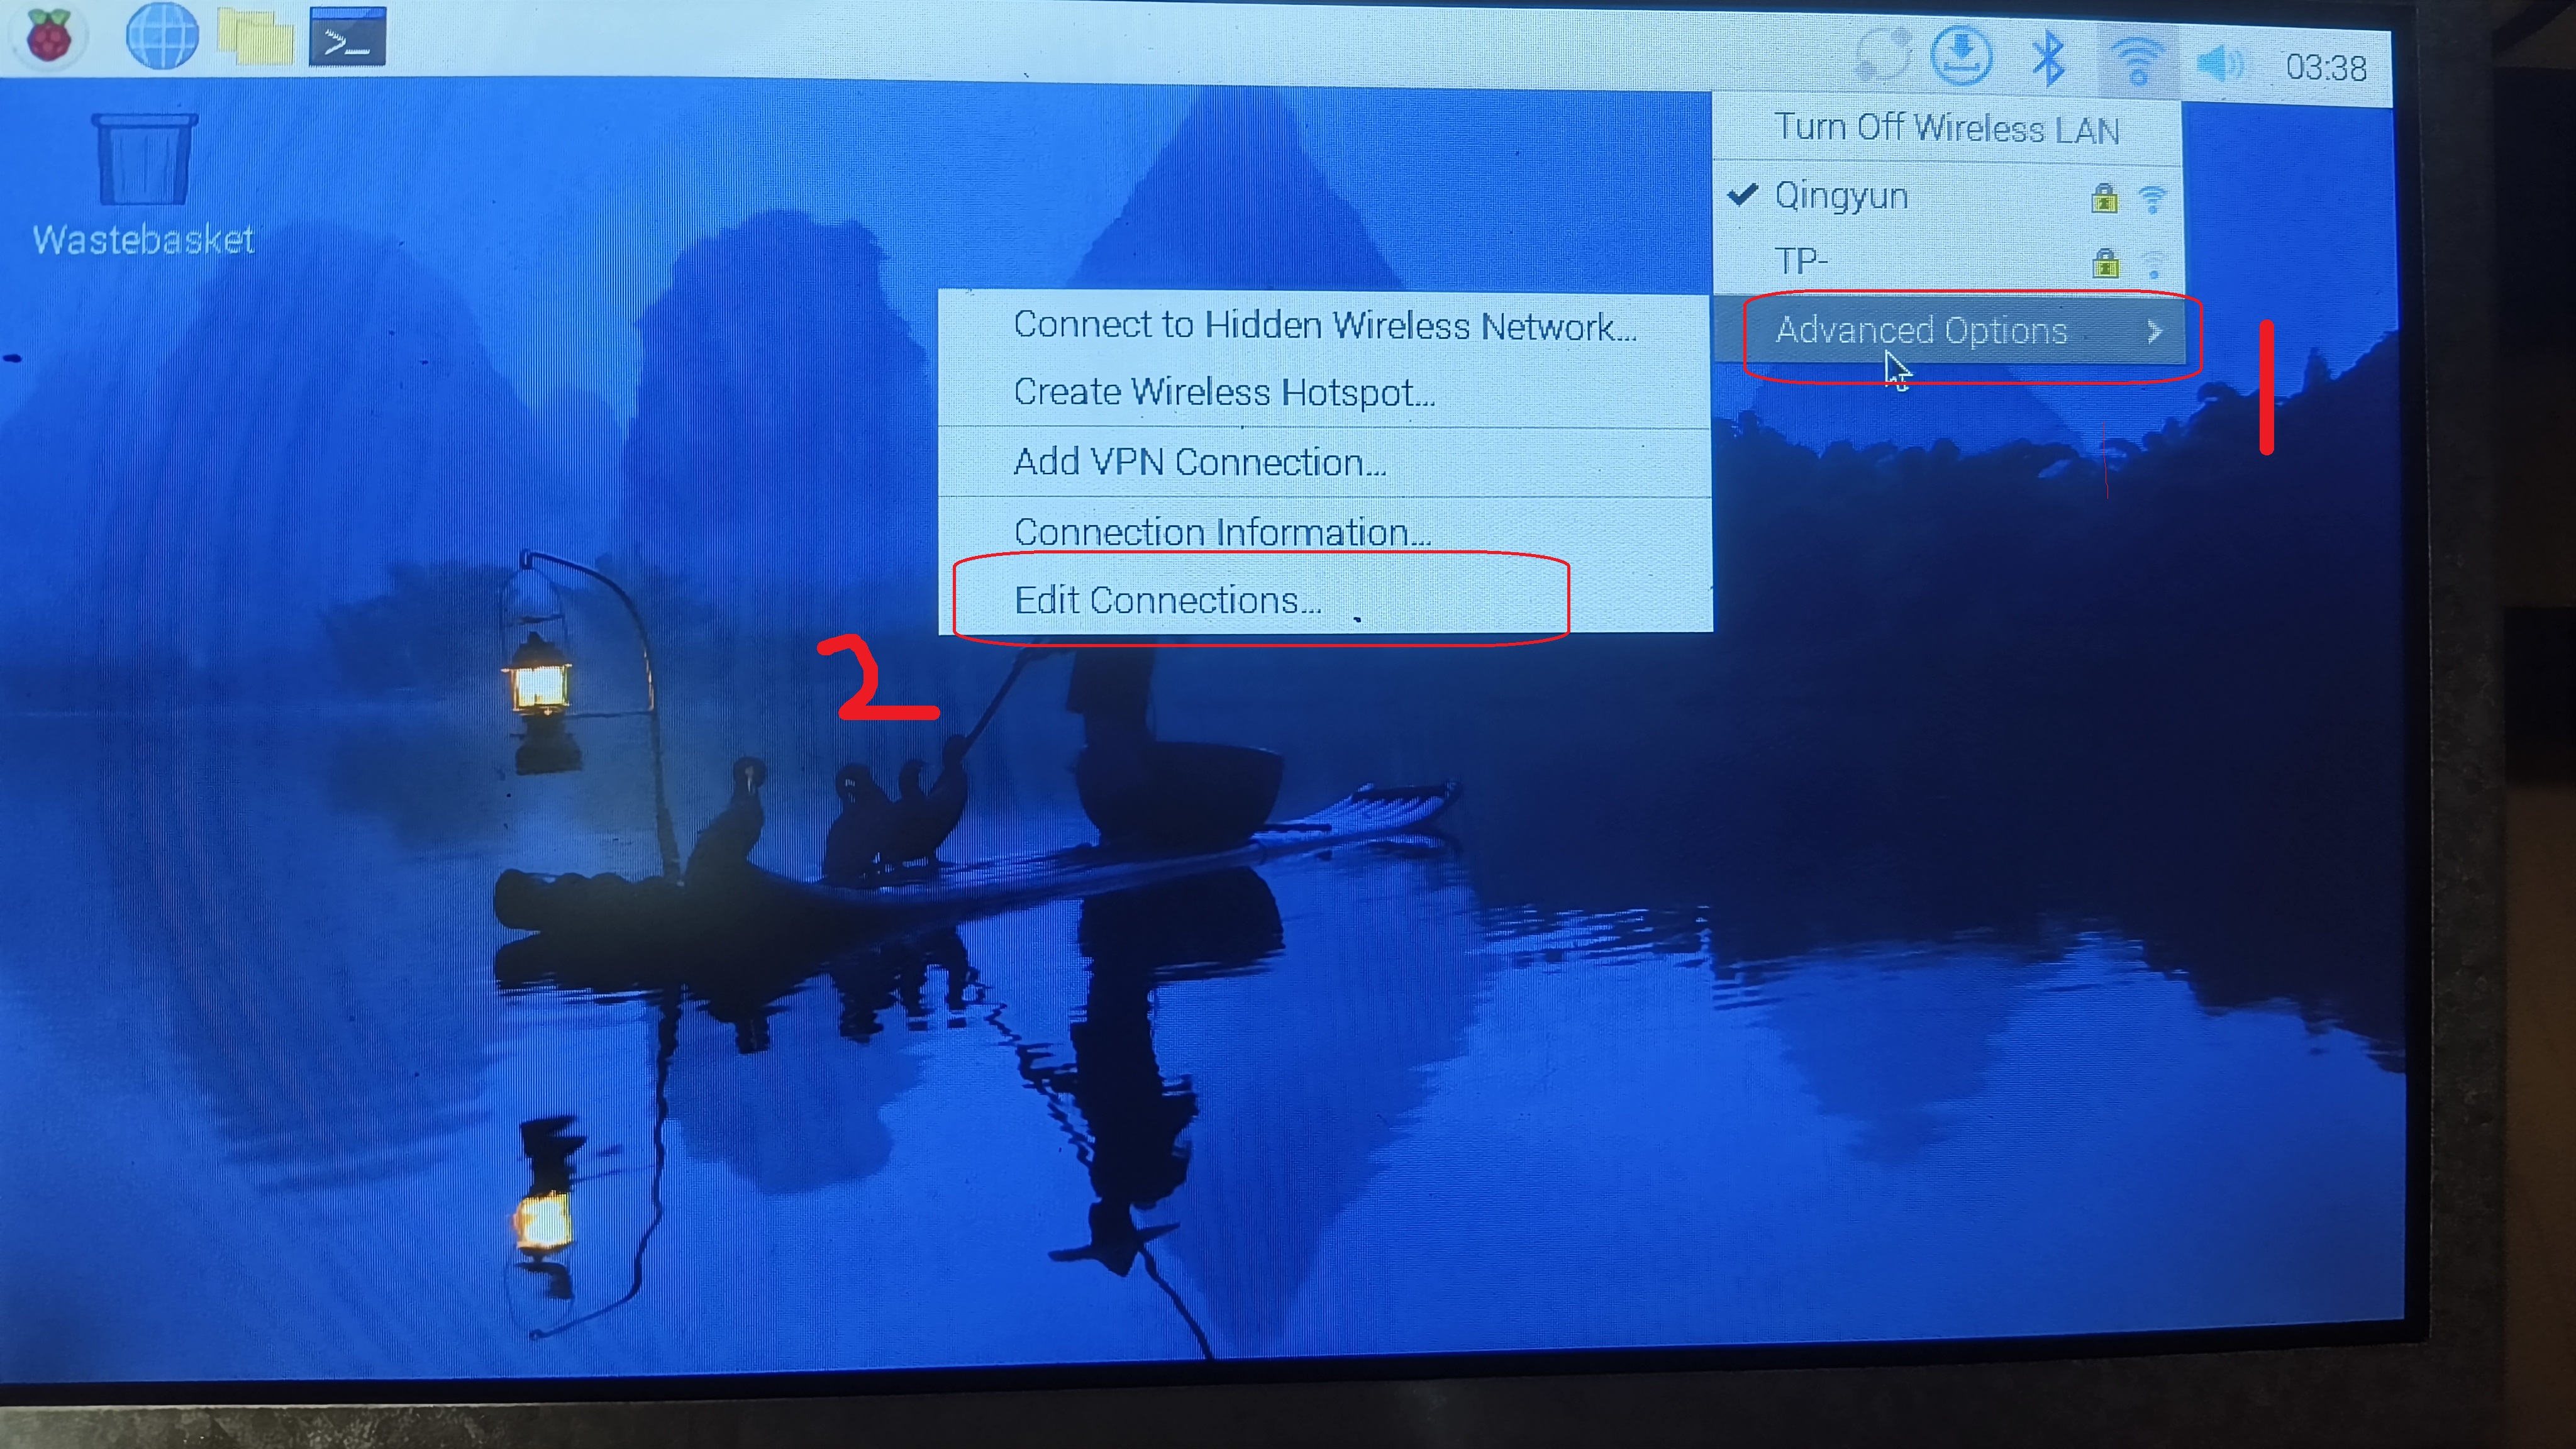 >_
03:38
Turn Off Wireless LAN
Qingyun
TP-
Wastebasket
Advanced Options
1
Connect to Hidden Wireless Network...
Create Wireless Hotspot...
Add VPN Connection...
Connection Information...
Edit Connections...
2